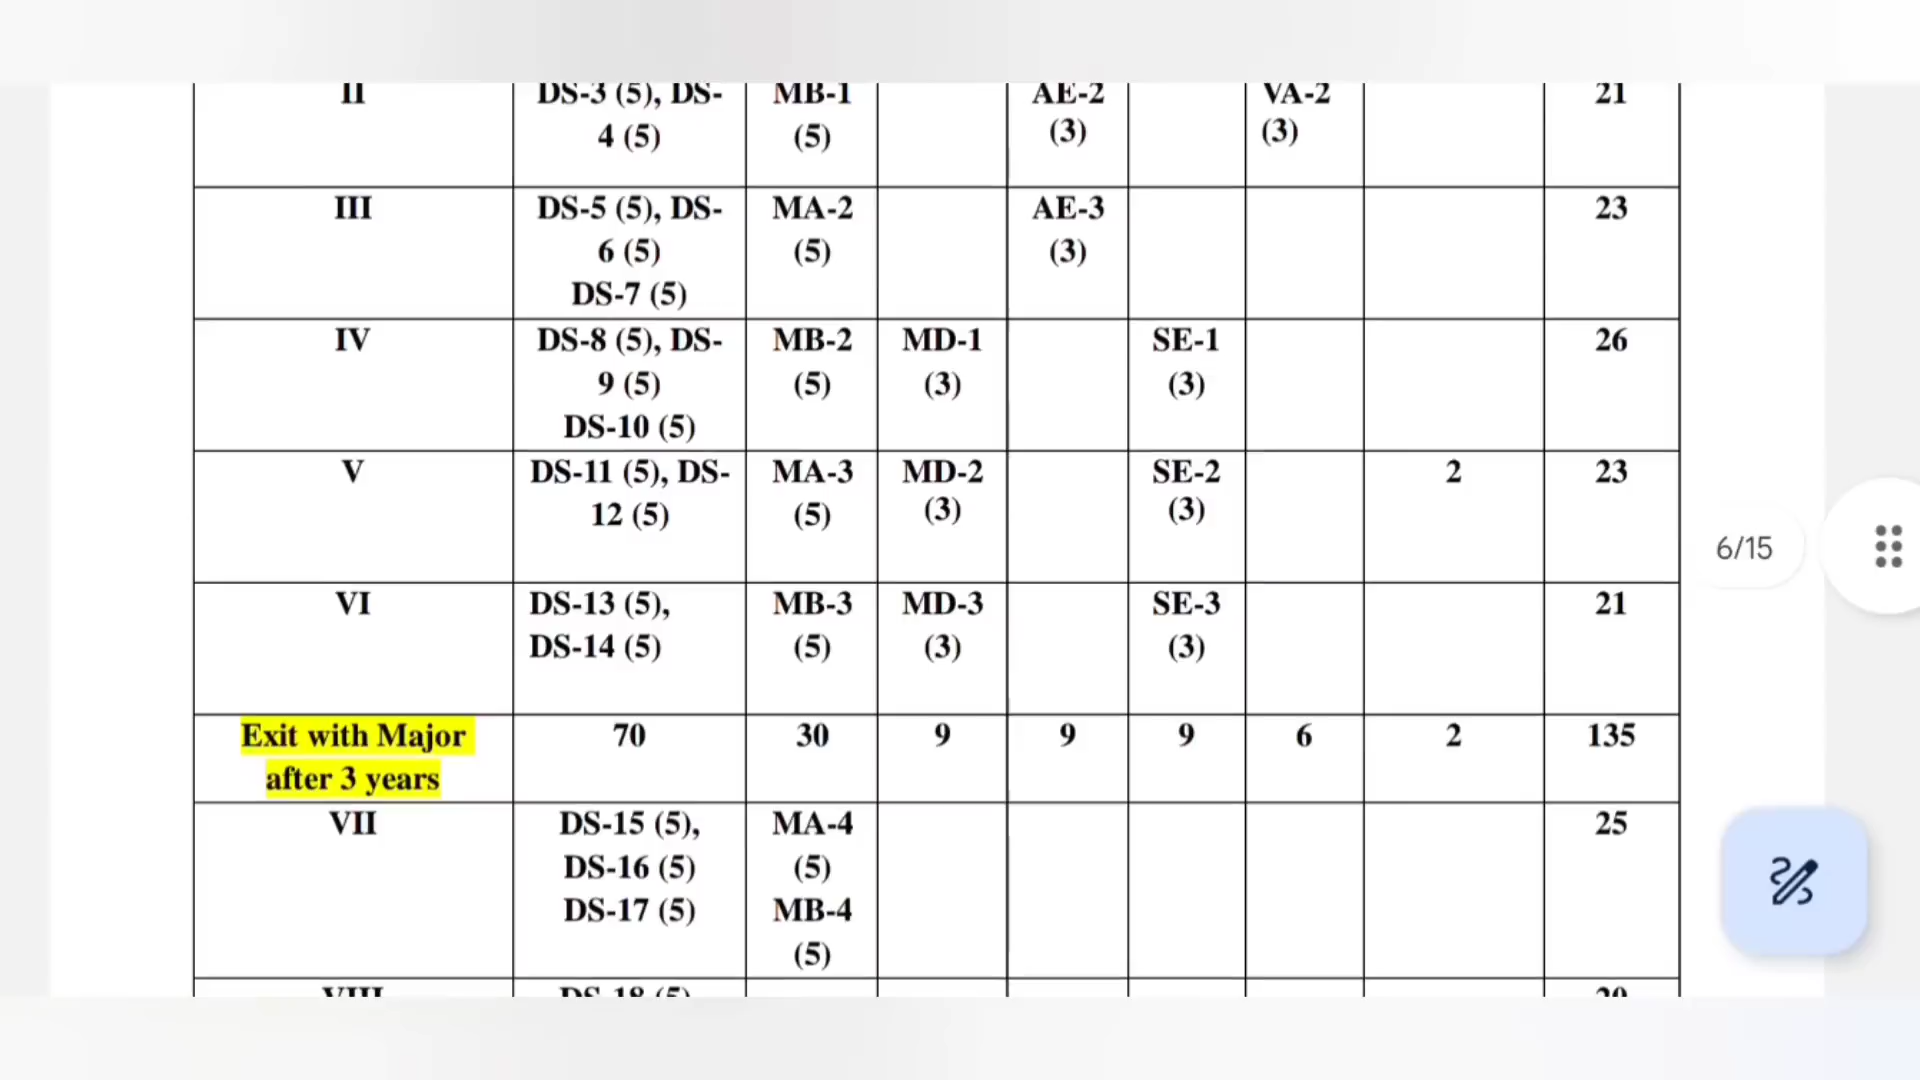 II DS-3 (5), DS- MB-1 AE-2 VA-2 21
4 (5) (5) (3) (3)
III DS-5 (5), DS- MA-2 AE-3 23
6 (5) (5) (3)
DS-7 (5)
IV DS-8 (5), DS- MB-2 MD-1 SE-1 26
9 (5) (5) (3) (3)
DS-10 (5)
V DS-11 (5), DS- MA-3 MD-2 SE-2 2 23
12 (5) (5) (3) (3)
6/15
VI DS-13 (5), MB-3 MD-3 SE-3 21
DS-14 (5) (5) (3) (3)
Exit with Major 70 30 9 9 9 6 2 135
after 3 years
VII DS-15 (5), MA-4 25
DS-16 (5) (5)
DS-17 (5) MB-4
(5)
VIII DS-18 (5)